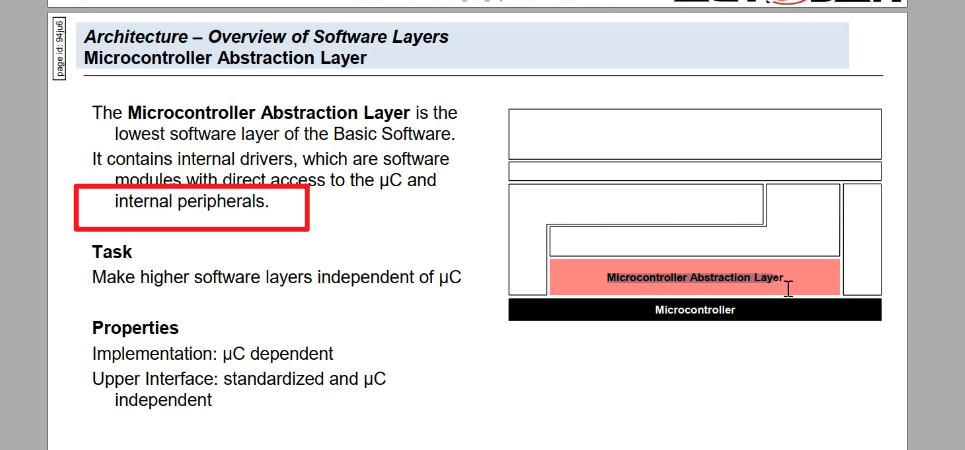 page id: 94ju6
Architecture – Overview of Software Layers
Microcontroller Abstraction Layer
The Microcontroller Abstraction Layer is the
lowest software layer of the Basic Software.
It contains internal drivers, which are software
modules with direct access to the µC and
internal peripherals.
Task
Make higher software layers independent of µC
Properties
Implementation: µC dependent
Upper Interface: standardized and µC
independent
Microcontroller Abstraction Layer
Microcontroller